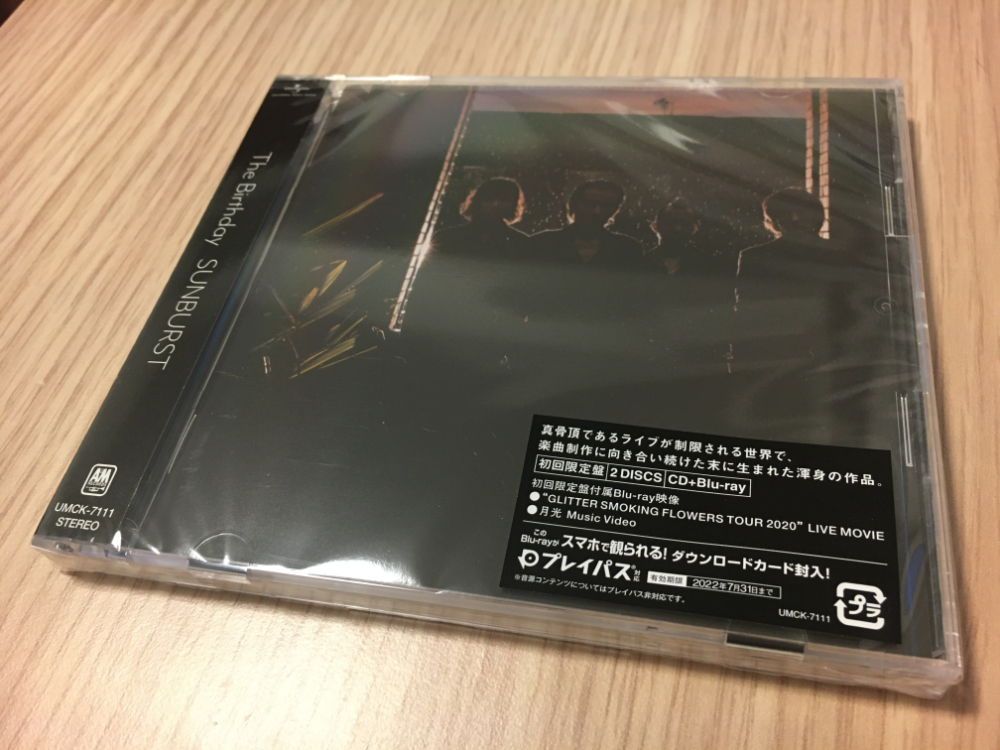 The Birthday SUNBURST
A&M
UMCK-7111
STEREO
真骨頂であるライブが制限される世界で、
楽曲制作に向き合い続けた末に生まれた渾身の作品。
初回限定盤 2 DISCS CD+Blu-ray
初回限定盤付属Blu-ray映像
●“GLITTER SMOKING FLOWERS TOUR 2020” LIVE MOVIE
●月光 Music Video
このBlu-rayが スマホで観られる! ダウンロードカード封入!
プレイパス®対応 有効期限 2022年7月31日まで
※音源コンテンツについてはプレイパス非対応です。
UMCK-7111
プラ